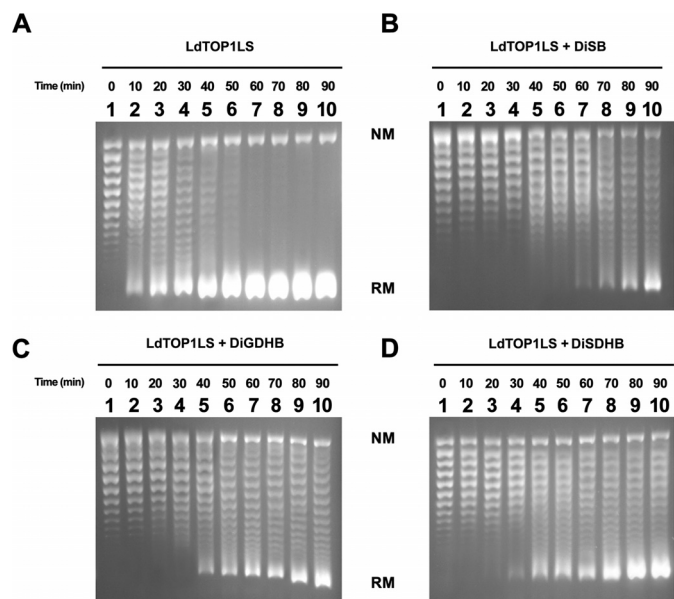 A
LdTOP1LS
Time (min) 0 10 20 30 40 50 60 70 80 90
1 2 3 4 5 6 7 8 9 10
B
LdTOP1LS + DiSB
0 10 20 30 40 50 60 70 80 90
1 2 3 4 5 6 7 8 9 10
NM
RM
C
LdTOP1LS + DiGDHB
Time (min) 0 10 20 30 40 50 60 70 80 90
1 2 3 4 5 6 7 8 9 10
D
LdTOP1LS + DiSDHB
0 10 20 30 40 50 60 70 80 90
1 2 3 4 5 6 7 8 9 10
NM
RM